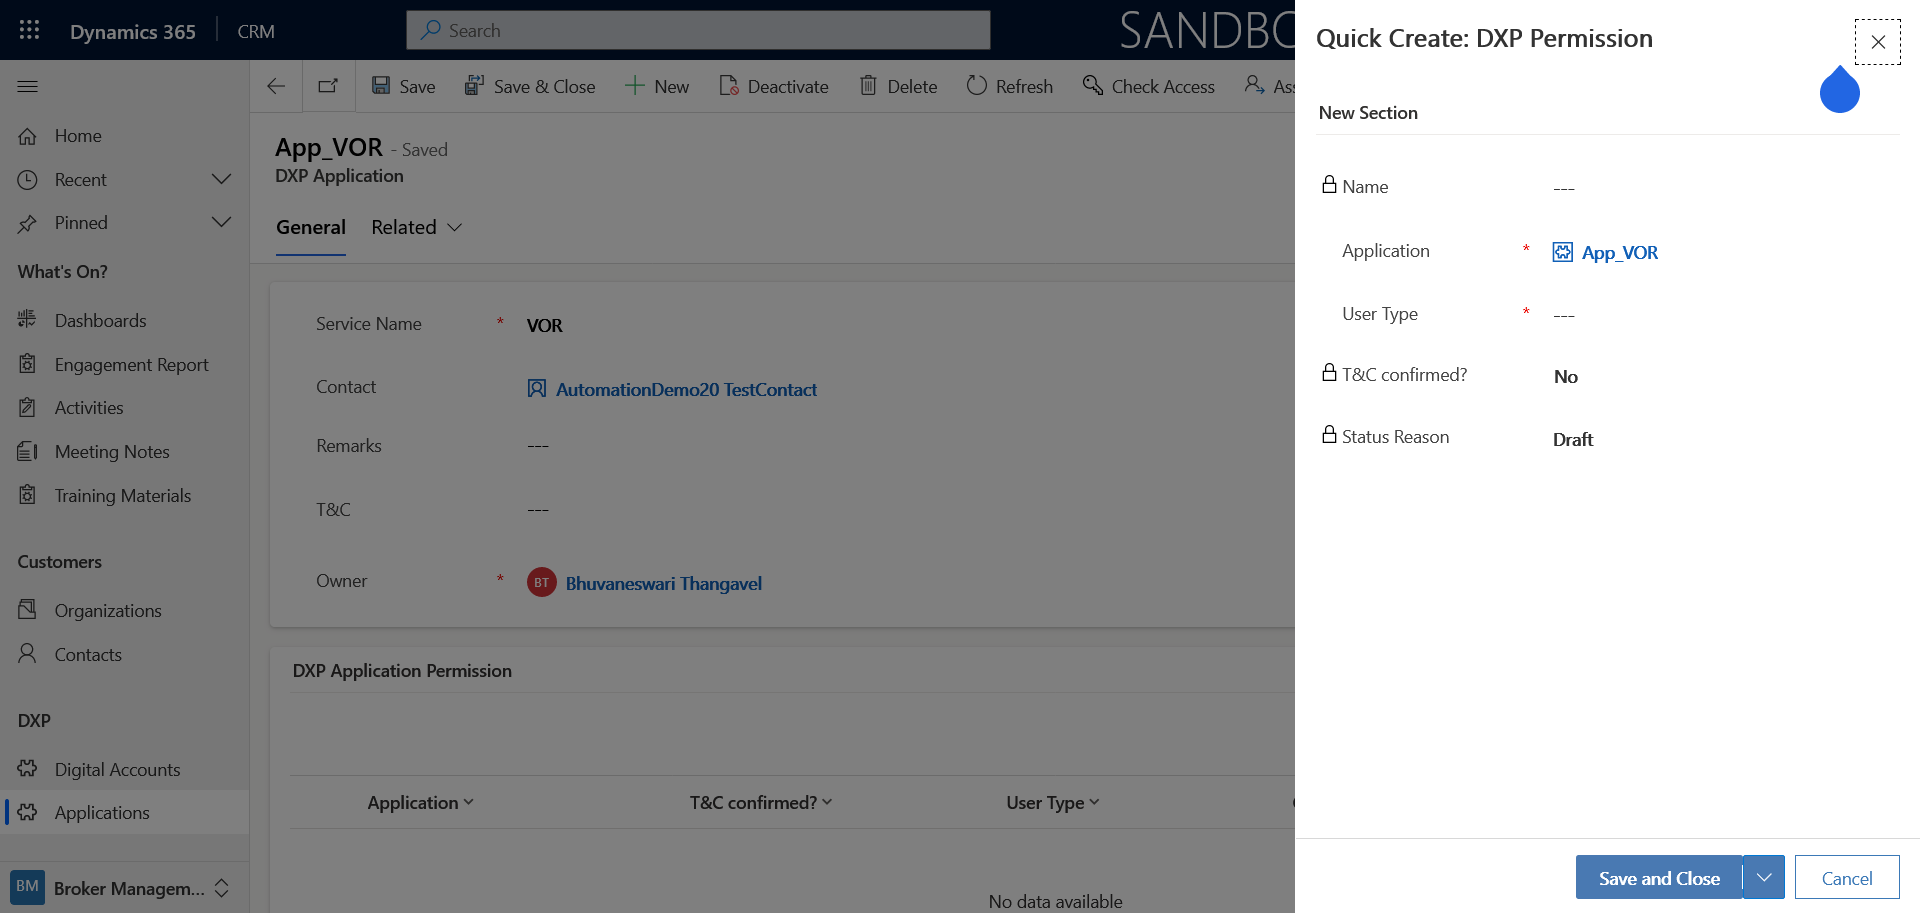 Dynamics 365
CRM
Search
SANDBO
Save
Save & Close
New
Deactivate
Delete
Refresh
Check Access
Ass
Home
Recent
Pinned
What's On?
Dashboards
Engagement Report
Activities
Meeting Notes
Training Materials
Customers
Organizations
Contacts
DXP
Digital Accounts
Applications
BM
Broker Managem...
App_VOR - Saved
DXP Application
General
Related
Service Name * VOR
Contact AutomationDemo20 TestContact
Remarks ---
T&C ---
Owner * BT Bhuvaneswari Thangavel
DXP Application Permission
Application
T&C confirmed?
User Type
No data available
Quick Create: DXP Permission
New Section
Name ---
Application * App_VOR
User Type * ---
T&C confirmed? No
Status Reason Draft
Save and Close
Cancel